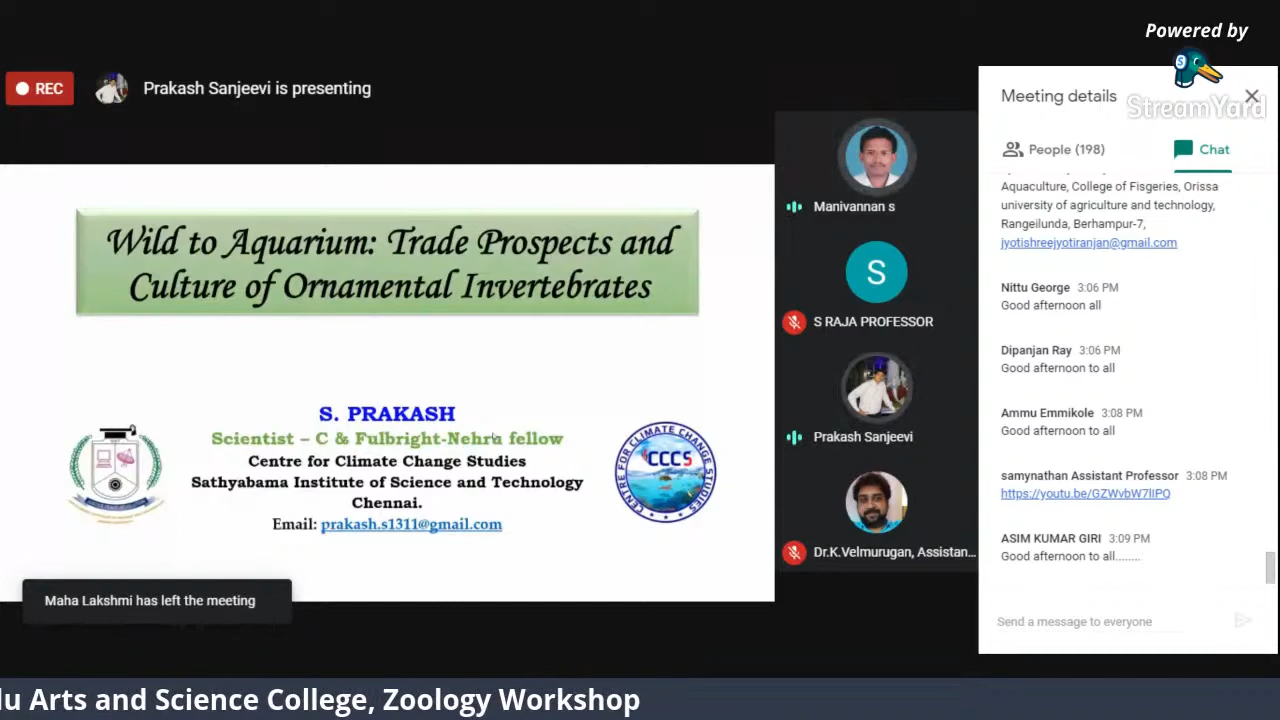 Powered by
StreamYard
REC
Prakash Sanjeevi is presenting
Wild to Aquarium: Trade Prospects and
Culture of Ornamental Invertebrates
S. PRAKASH
Scientist – C & Fulbright-Nehru fellow
Centre for Climate Change Studies
Sathyabama Institute of Science and Technology
Chennai.
Email: prakash.s1311@gmail.com
CENTRE FOR CLIMATE CHANGE STUDIES
CCCS
Maha Lakshmi has left the meeting
Manivannan s
S
S RAJA PROFESSOR
Prakash Sanjeevi
Dr.K.Velmurugan, Assistan...
Meeting details
People (198)
Chat
Aquaculture, College of Fisgeries, Orissa
university of agriculture and technology,
Rangeilunda, Berhampur-7,
jyotishreejyotiranjan@gmail.com
Nittu George 3:06 PM
Good afternoon all
Dipanjan Ray 3:06 PM
Good afternoon to all
Ammu Emmikole 3:08 PM
Good afternoon to all
samynathan Assistant Professor 3:08 PM
https://youtu.be/GZWvbW7lIPQ
ASIM KUMAR GIRI 3:09 PM
Good afternoon to all........
Send a message to everyone
Arts and Science College, Zoology Workshop